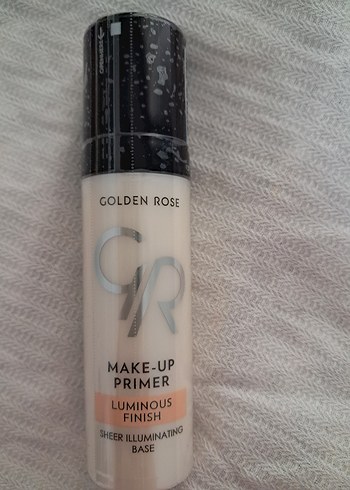 GOLDEN ROSE
GR
MAKE-UP
PRIMER
LUMINOUS
FINISH
SHEER ILLUMINATING
BASE